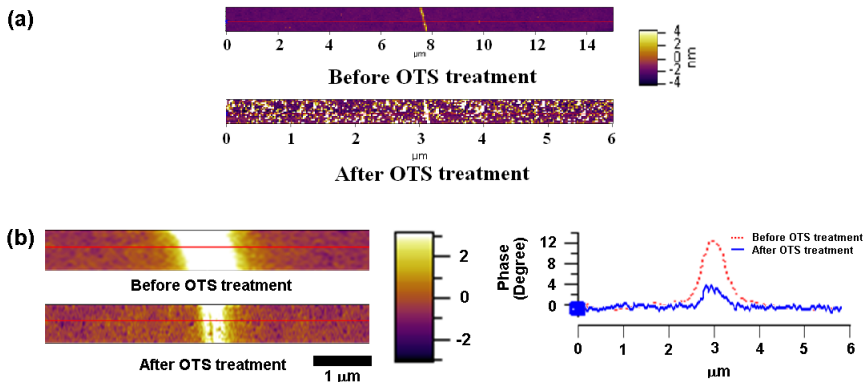 (a)
0 2 4 6 8 10 12 14
µm
Before OTS treatment
0 1 2 3 4 5 6
µm
After OTS treatment
4
2
0
-2
-4
nm
(b)
Before OTS treatment
After OTS treatment
1 µm
2
0
-2
Phase
(Degree)
12
8
4
0
Before OTS treatment
After OTS treatment
0 1 2 3 4 5 6
µm